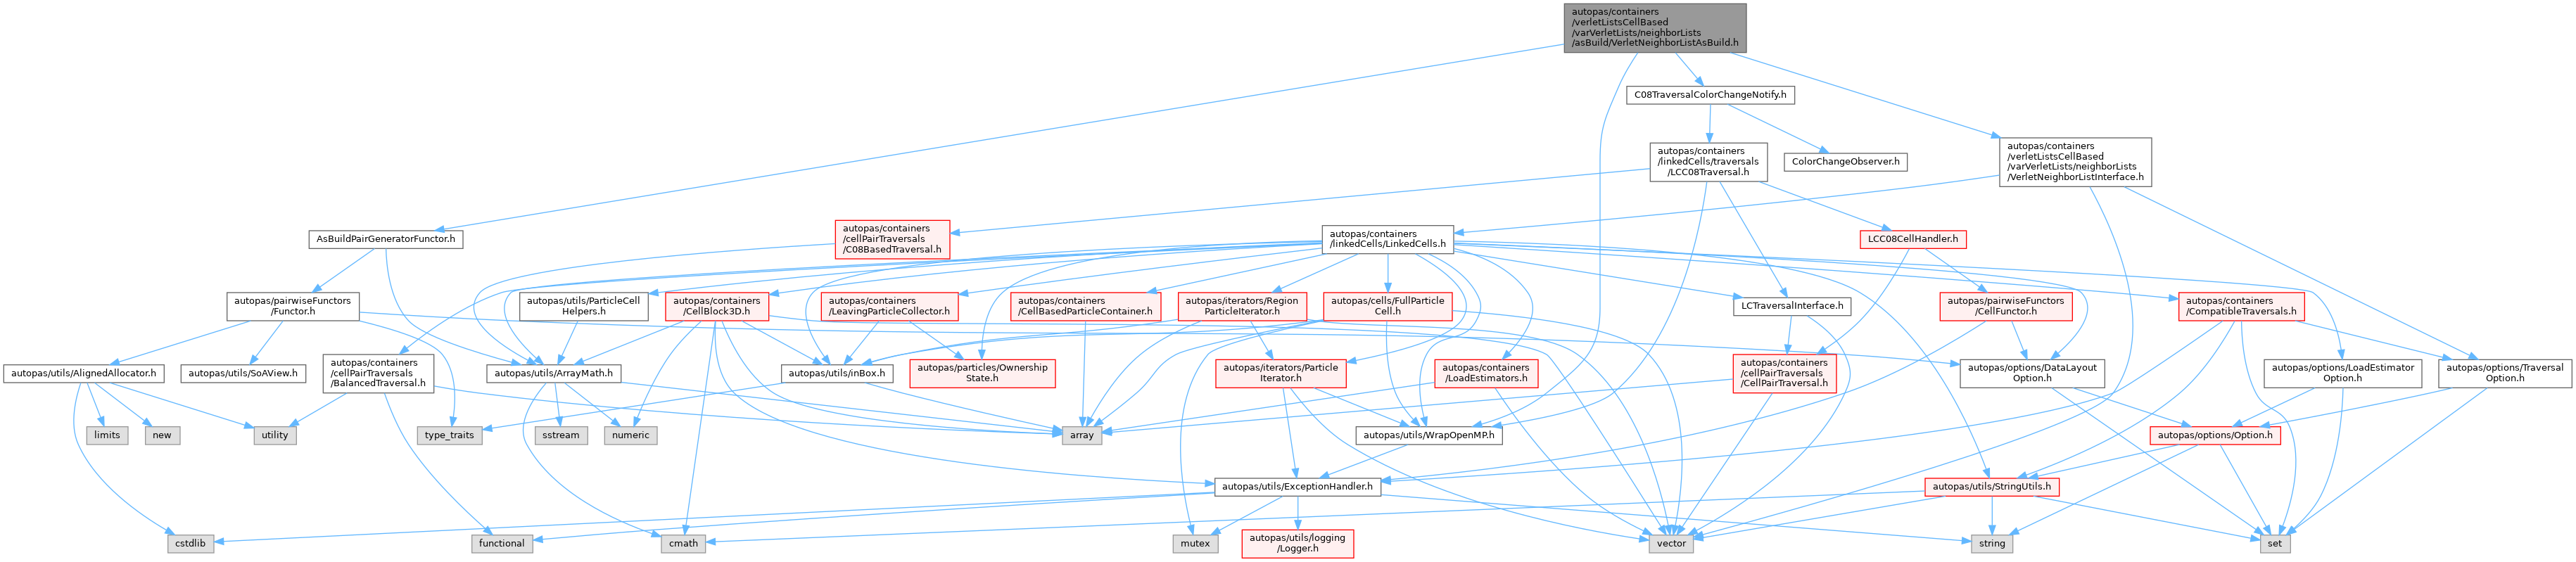 autopas/containers
/verletListsCellBased
/varVerletLists/neighborLists
/asBuild/VerletNeighborListAsBuild.h
C08TraversalColorChangeNotify.h
autopas/containers
/linkedCells/traversals
/LCC08Traversal.h
ColorChangeObserver.h
autopas/containers
/verletListsCellBased
/varVerletLists/neighborLists
/VerletNeighborListInterface.h
AsBuildPairGeneratorFunctor.h
autopas/containers
/cellPairTraversals
/C08BasedTraversal.h
autopas/containers
/linkedCells/LinkedCells.h
LCC08CellHandler.h
autopas/pairwiseFunctors
/Functor.h
autopas/utils/ParticleCell
Helpers.h
autopas/containers
/CellBlock3D.h
autopas/containers
/LeavingParticleCollector.h
autopas/containers
/CellBasedParticleContainer.h
autopas/iterators/Region
ParticleIterator.h
autopas/cells/FullParticle
Cell.h
LCTraversalInterface.h
autopas/pairwiseFunctors
/CellFunctor.h
autopas/containers
/CompatibleTraversals.h
autopas/utils/AlignedAllocator.h
autopas/utils/SoAView.h
autopas/containers
/cellPairTraversals
/BalancedTraversal.h
autopas/utils/ArrayMath.h
autopas/utils/inBox.h
autopas/particles/Ownership
State.h
autopas/iterators/Particle
Iterator.h
autopas/containers
/LoadEstimators.h
autopas/containers
/cellPairTraversals
/CellPairTraversal.h
autopas/options/DataLayout
Option.h
autopas/options/LoadEstimator
Option.h
autopas/options/Traversal
Option.h
limits
new
utility
type_traits
sstream
numeric
array
autopas/utils/WrapOpenMP.h
autopas/options/Option.h
autopas/utils/ExceptionHandler.h
autopas/utils/StringUtils.h
cstdlib
functional
cmath
mutex
autopas/utils/logging
/Logger.h
vector
string
set